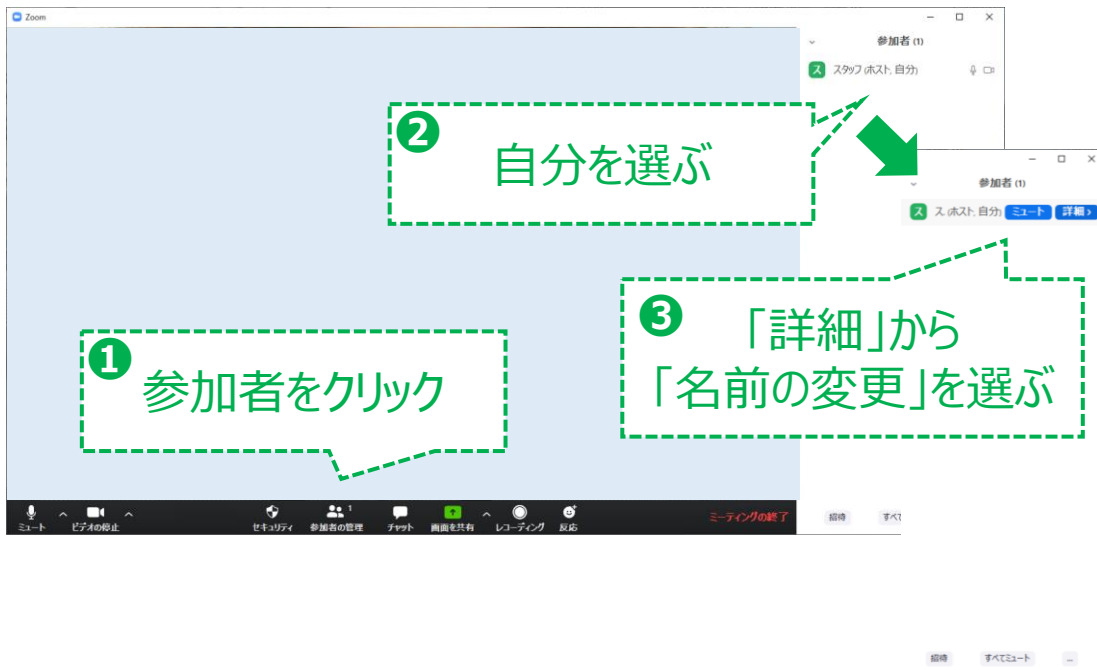 Zoom
参加者 (1)
ス スタッフ (ホスト, 自分)
❷
自分を選ぶ
参加者 (1)
ス ス (ホスト, 自分) ミュート 詳細 >
❸
「詳細」から
「名前の変更」を選ぶ
❶
参加者をクリック
ミュート ビデオの停止 セキュリティ 参加者の管理 1 チャット 画面を共有 レコーディング 反応 ミーティングの終了 招待 すべて
招待 すべてミュート ...